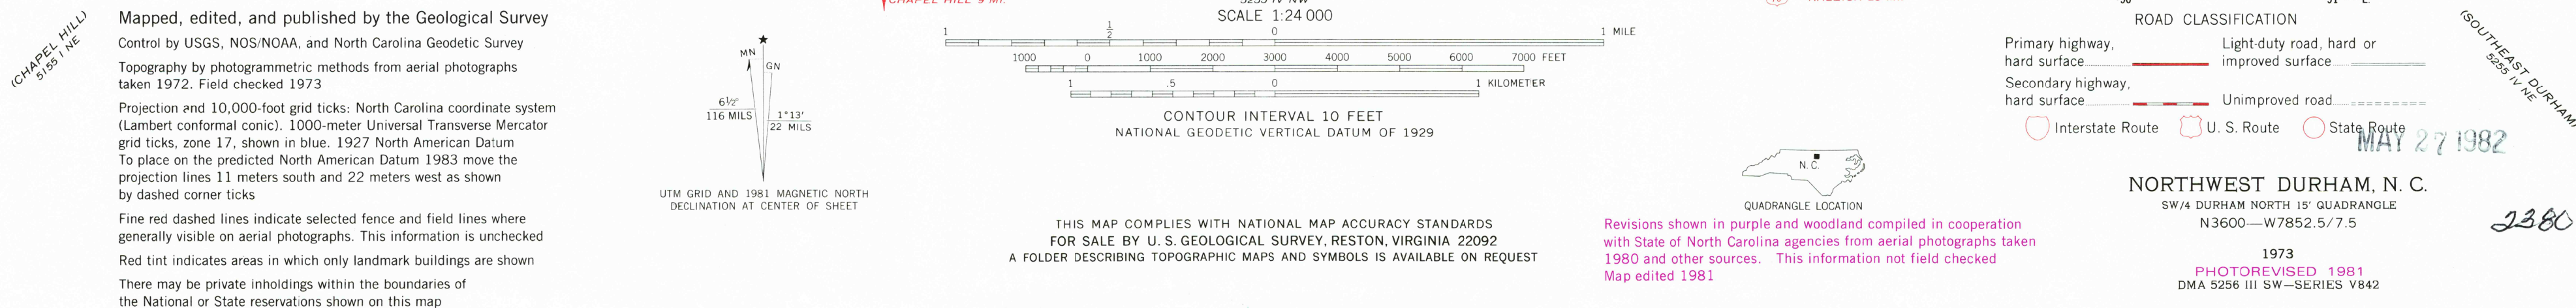 (CHAPEL HILL)
5155 I NE
Mapped, edited, and published by the Geological Survey
Control by USGS, NOS/NOAA, and North Carolina Geodetic Survey
Topography by photogrammetric methods from aerial photographs
taken 1972. Field checked 1973
Projection and 10,000-foot grid ticks: North Carolina coordinate system
(Lambert conformal conic). 1000-meter Universal Transverse Mercator
grid ticks, zone 17, shown in blue. 1927 North American Datum
To place on the predicted North American Datum 1983 move the
projection lines 11 meters south and 22 meters west as shown
by dashed corner ticks
Fine red dashed lines indicate selected fence and field lines where
generally visible on aerial photographs. This information is unchecked
Red tint indicates areas in which only landmark buildings are shown
There may be private inholdings within the boundaries of
the National or State reservations shown on this map
★
MN
GN
6½°
116 MILS
1°13′
22 MILS
UTM GRID AND 1981 MAGNETIC NORTH
DECLINATION AT CENTER OF SHEET
CHAPEL HILL 9 MI.
SCALE 1:24 000
1 ½ 0 1 MILE
1000 0 1000 2000 3000 4000 5000 6000 7000 FEET
1 .5 0 1 KILOMETER
CONTOUR INTERVAL 10 FEET
NATIONAL GEODETIC VERTICAL DATUM OF 1929
THIS MAP COMPLIES WITH NATIONAL MAP ACCURACY STANDARDS
FOR SALE BY U. S. GEOLOGICAL SURVEY, RESTON, VIRGINIA 22092
A FOLDER DESCRIBING TOPOGRAPHIC MAPS AND SYMBOLS IS AVAILABLE ON REQUEST
N. C.
QUADRANGLE LOCATION
Revisions shown in purple and woodland compiled in cooperation
with State of North Carolina agencies from aerial photographs taken
1980 and other sources. This information not field checked
Map edited 1981
ROAD CLASSIFICATION
Primary highway,
hard surface
Light-duty road, hard or
improved surface
Secondary highway,
hard surface
Unimproved road
Interstate Route
U. S. Route
State Route
MAY 27 1982
(SOUTHEAST DURHAM)
5255 IV NE
NORTHWEST DURHAM, N. C.
SW/4 DURHAM NORTH 15′ QUADRANGLE
N3600—W7852.5/7.5
2380
1973
PHOTOREVISED 1981
DMA 5256 III SW—SERIES V842